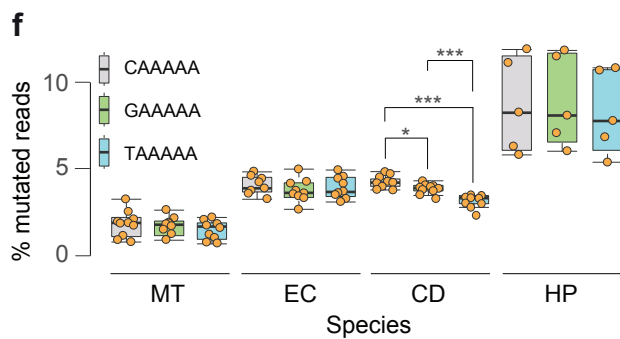 f
% mutated reads
10
5
0
CAAAAA
GAAAAA
TAAAAA
***
***
*
MT EC CD HP
Species